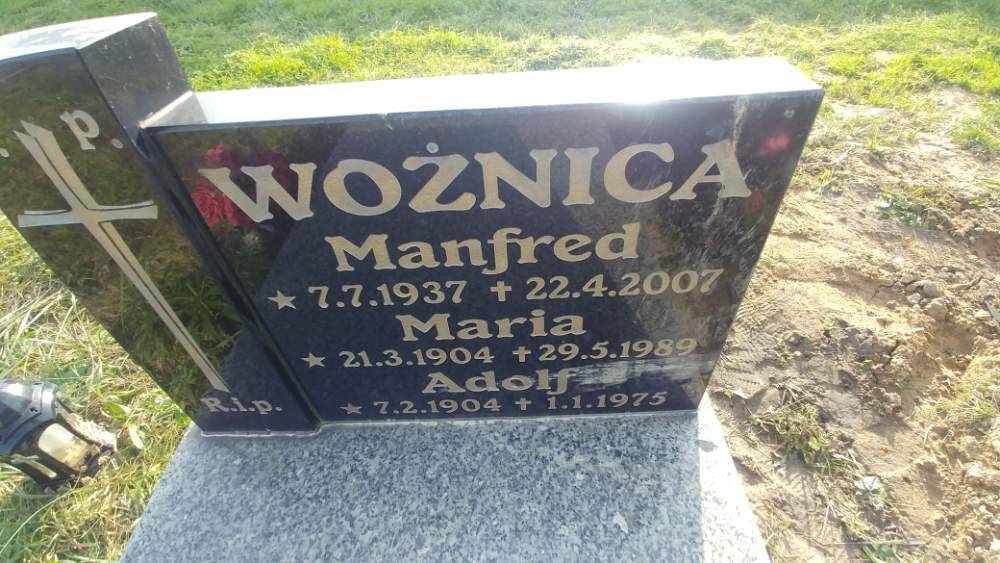 . p.
WOŻNICA
Manfred
★ 7.7.1937 ✝ 22.4.2007
Maria
★ 21.3.1904 ✝ 29.5.1989
Adolf
★ 7.2.1904 ✝ 1.1.1975
R.i.p.